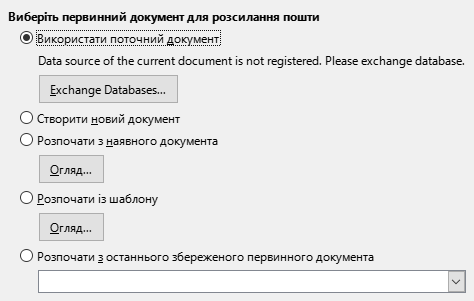 Виберіть первинний документ для розсилання пошти
Використати поточний документ
Data source of the current document is not registered. Please exchange database.
Exchange Databases...
Створити новий документ
Розпочати з наявного документа
Огляд...
Розпочати із шаблону
Огляд...
Розпочати з останнього збереженого первинного документа